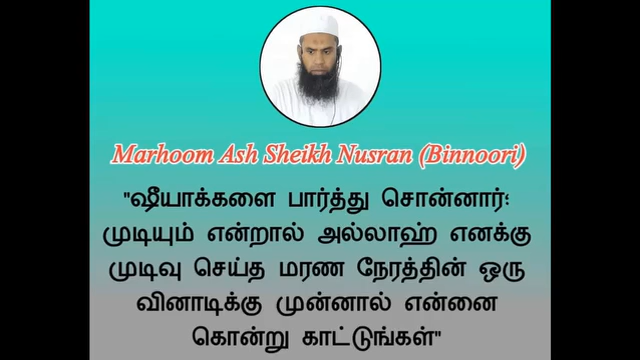 Marhoom Ash Sheikh Nusran (Binnoori)
"ஷீயாக்களை பார்த்து சொன்னார்;
முடியும் என்றால் அல்லாஹ் எனக்கு
முடிவு செய்த மரண நேரத்தின் ஒரு
வினாடிக்கு முன்னால் என்னை
கொன்று காட்டுங்கள்"